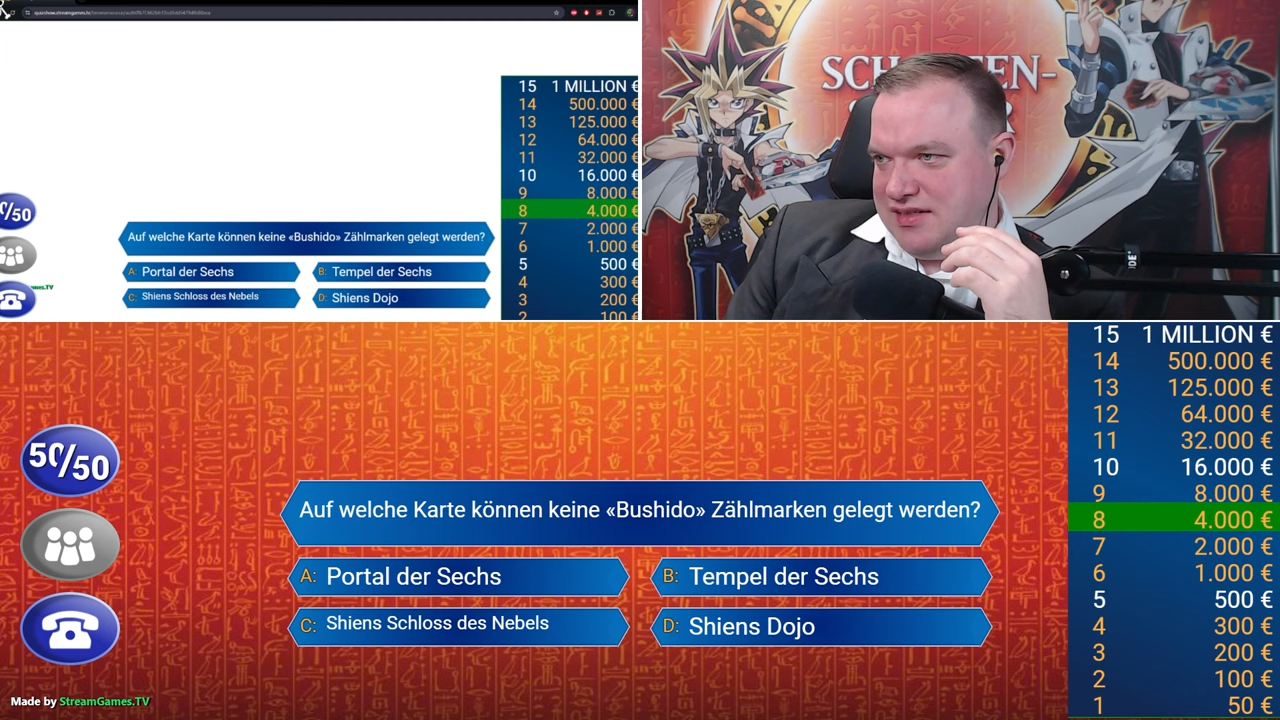 15 1 MILLION €
14 500.000 €
13 125.000 €
12 64.000 €
11 32.000 €
10 16.000 €
9 8.000 €
8 4.000 €
7 2.000 €
6 1.000 €
5 500 €
4 300 €
3 200 €
2 100 €
/50
Auf welche Karte können keine «Bushido» Zählmarken gelegt werden?
A: Portal der Sechs
B: Tempel der Sechs
C: Shiens Schloss des Nebels
D: Shiens Dojo
50/50
Auf welche Karte können keine «Bushido» Zählmarken gelegt werden?
A: Portal der Sechs
B: Tempel der Sechs
C: Shiens Schloss des Nebels
D: Shiens Dojo
Made by StreamGames.TV
15 1 MILLION €
14 500.000 €
13 125.000 €
12 64.000 €
11 32.000 €
10 16.000 €
9 8.000 €
8 4.000 €
7 2.000 €
6 1.000 €
5 500 €
4 300 €
3 200 €
2 100 €
1 50 €